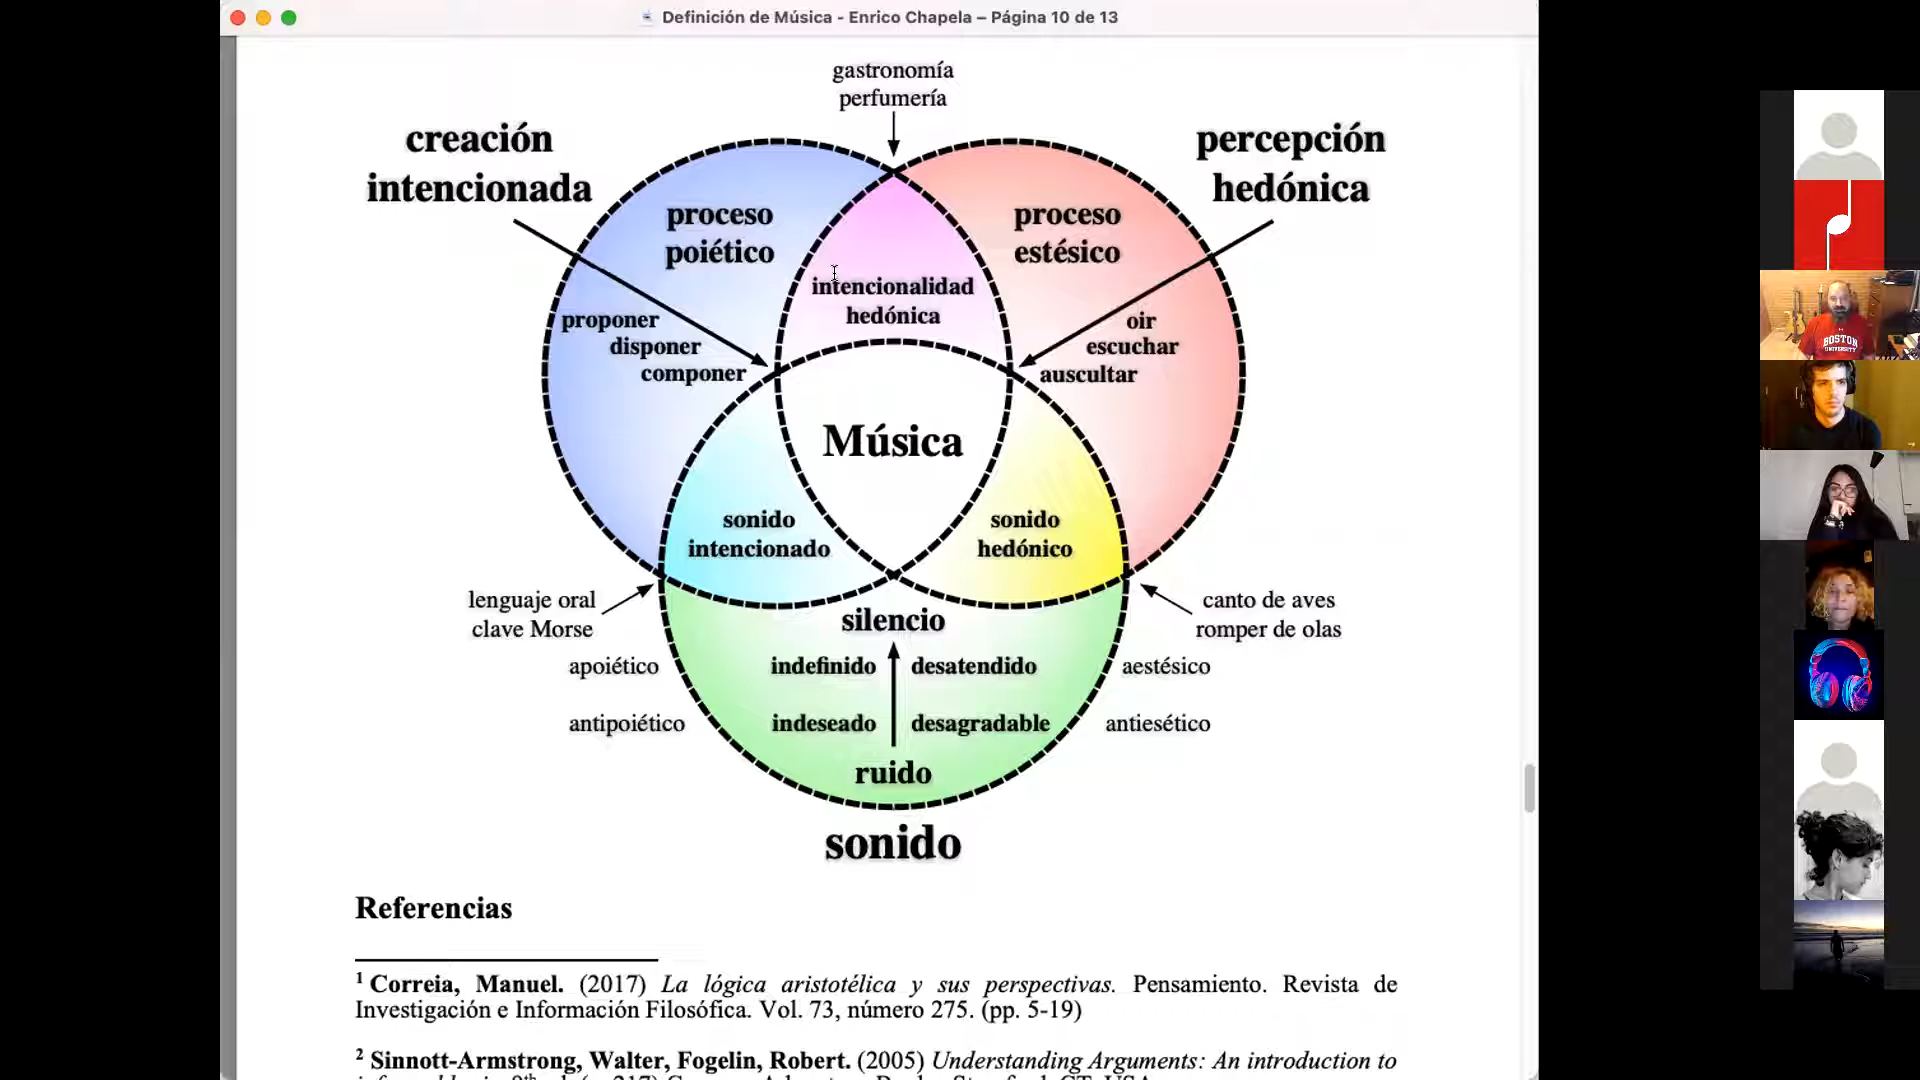 Definición de Música - Enrico Chapela – Página 10 de 13
gastronomía
perfumería
creación
intencionada
percepción
hedónica
proceso
poiético
proceso
estésico
intencionalidad
hedónica
proponer
disponer
componer
oir
escuchar
auscultar
Música
sonido
intencionado
sonido
hedónico
lenguaje oral
clave Morse
canto de aves
romper de olas
silencio
apoiético
indefinido
desatendido
aestésico
antipoiético
indeseado
desagradable
antiesético
ruido
sonido
Referencias
1 Correia, Manuel. (2017) La lógica aristotélica y sus perspectivas. Pensamiento. Revista de
Investigación e Información Filosófica. Vol. 73, número 275. (pp. 5-19)
2 Sinnott-Armstrong, Walter, Fogelin, Robert. (2005) Understanding Arguments: An introduction to
BOSTON
UNIVERSITY